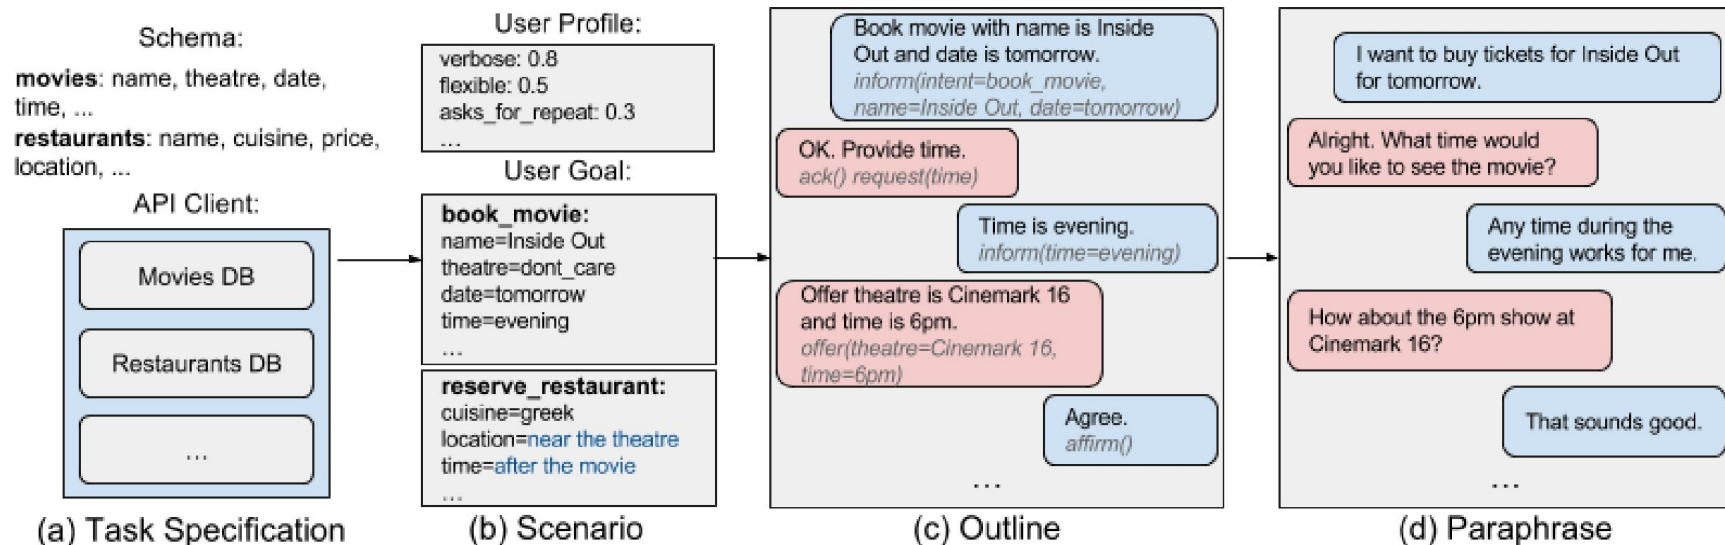 Schema:
movies: name, theatre, date,
time, ...
restaurants: name, cuisine, price,
location, ...
API Client:
Movies DB
Restaurants DB
...
(a) Task Specification
User Profile:
verbose: 0.8
flexible: 0.5
asks_for_repeat: 0.3
...
User Goal:
book_movie:
name=Inside Out
theatre=dont_care
date=tomorrow
time=evening
...
reserve_restaurant:
cuisine=greek
location=near the theatre
time=after the movie
...
(b) Scenario
Book movie with name is Inside
Out and date is tomorrow.
inform(intent=book_movie,
name=Inside Out, date=tomorrow)
OK. Provide time.
ack() request(time)
Time is evening.
inform(time=evening)
Offer theatre is Cinemark 16
and time is 6pm.
offer(theatre=Cinemark 16,
time=6pm)
Agree.
affirm()
...
(c) Outline
I want to buy tickets for Inside Out
for tomorrow.
Alright. What time would
you like to see the movie?
Any time during the
evening works for me.
How about the 6pm show at
Cinemark 16?
That sounds good.
...
(d) Paraphrase